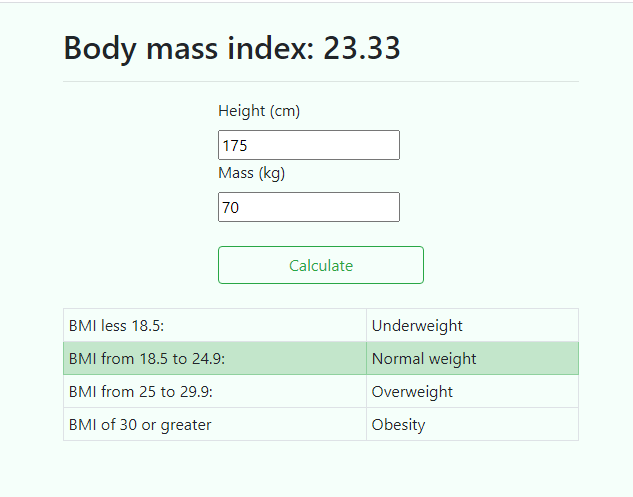 Body mass index: 23.33
Height (cm)
175
Mass (kg)
70
Calculate
BMI less 18.5: Underweight
BMI from 18.5 to 24.9: Normal weight
BMI from 25 to 29.9: Overweight
BMI of 30 or greater Obesity